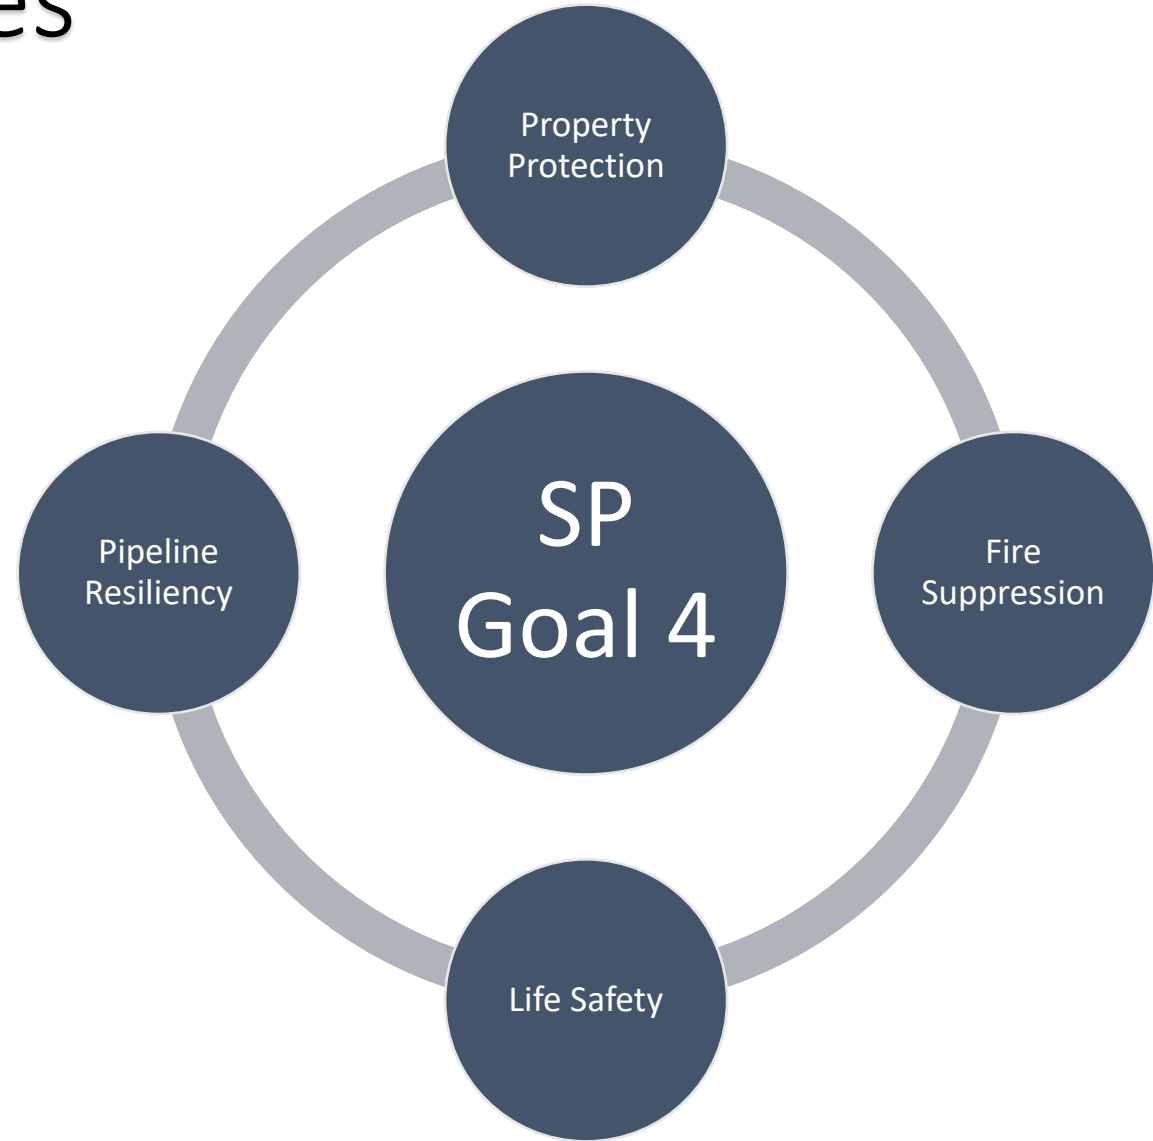 Property
Protection
SP
Goal 4
Pipeline
Resiliency
Fire
Suppression
Life Safety